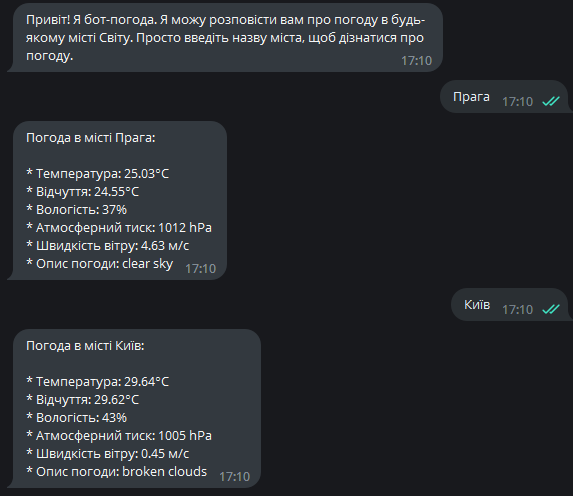 Привіт! Я бот-погода. Я можу розповісти вам про погоду в будь-
якому місті Світу. Просто введіть назву міста, щоб дізнатися про
погоду.
17:10
Прага 17:10
Погода в місті Прага:
* Температура: 25.03°C
* Відчуття: 24.55°C
* Вологість: 37%
* Атмосферний тиск: 1012 hPa
* Швидкість вітру: 4.63 м/с
* Опис погоди: clear sky 17:10
Київ 17:10
Погода в місті Київ:
* Температура: 29.64°C
* Відчуття: 29.62°C
* Вологість: 43%
* Атмосферний тиск: 1005 hPa
* Швидкість вітру: 0.45 м/с
* Опис погоди: broken clouds 17:10